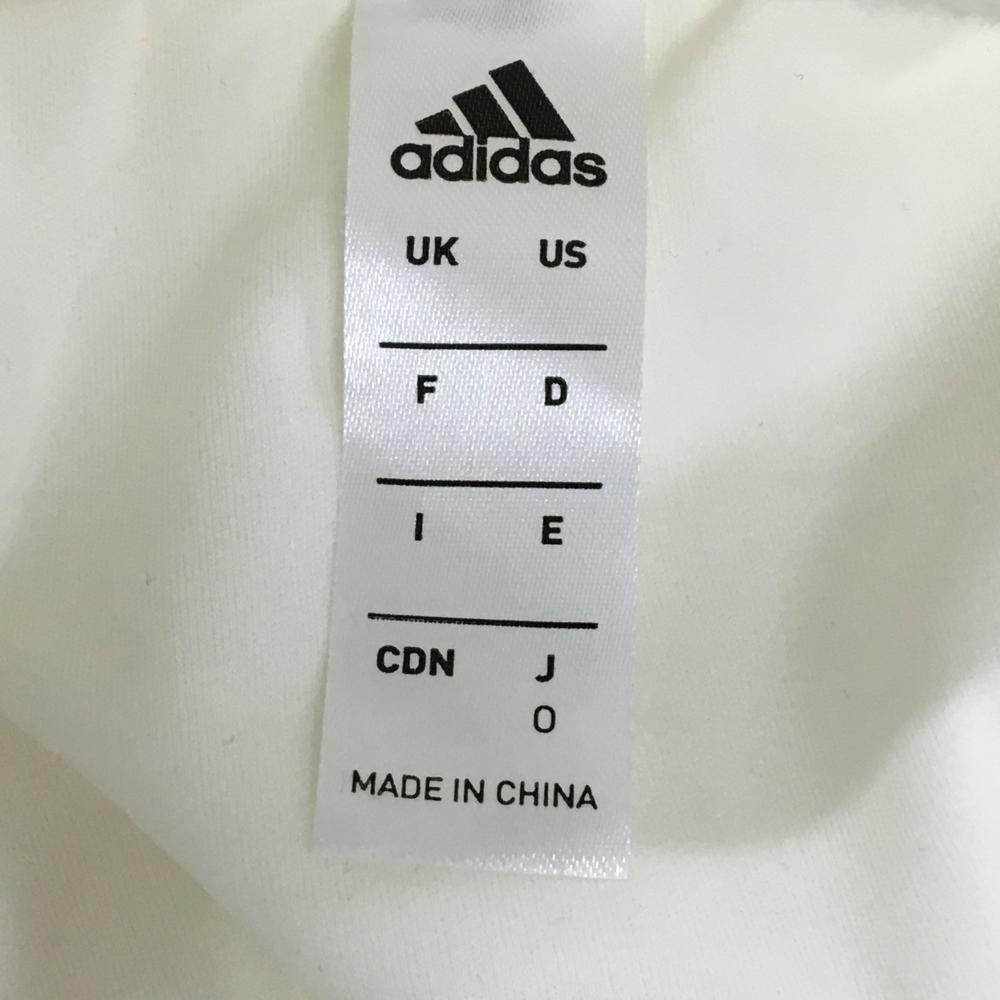 adidas
UK US
F D
I E
CDN J
O
MADE IN CHINA